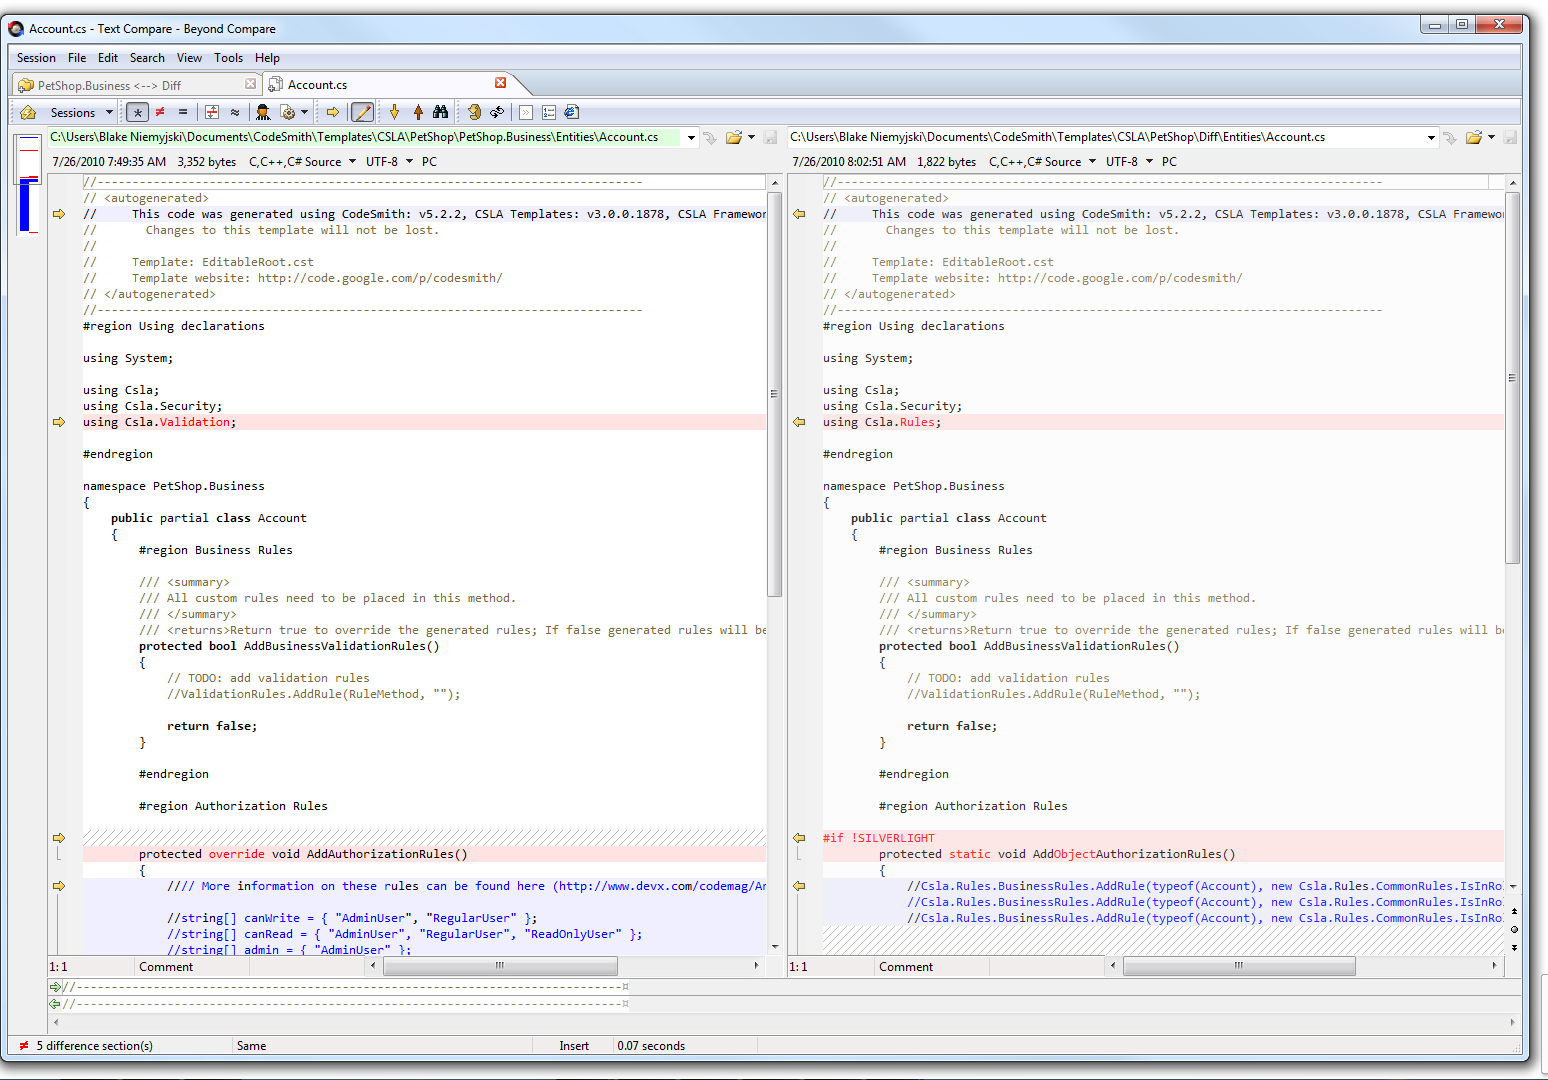 Account.cs - Text Compare - Beyond Compare
Session File Edit Search View Tools Help
PetShop.Business <--> Diff
Account.cs
Sessions
C:\Users\Blake Niemyjski\Documents\CodeSmith\Templates\CSLA\PetShop\PetShop.Business\Entities\Account.cs
7/26/2010 7:49:35 AM 3,352 bytes C,C++,C# Source UTF-8 PC
//------------------------------------------------------------------------------
// <autogenerated>
//     This code was generated using CodeSmith: v5.2.2, CSLA Templates: v3.0.0.1878, CSLA Framewor
//       Changes to this template will not be lost.
//
//     Template: EditableRoot.cst
//     Template website: http://code.google.com/p/codesmith/
// </autogenerated>
//------------------------------------------------------------------------------
#region Using declarations
using System;
using Csla;
using Csla.Security;
using Csla.Validation;
#endregion
namespace PetShop.Business
{
public partial class Account
{
#region Business Rules
/// <summary>
/// All custom rules need to be placed in this method.
/// </summary>
/// <returns>Return true to override the generated rules; If false generated rules will be
protected bool AddBusinessValidationRules()
{
// TODO: add validation rules
//ValidationRules.AddRule(RuleMethod, "");
return false;
}
#endregion
#region Authorization Rules
protected override void AddAuthorizationRules()
{
//// More information on these rules can be found here (http://www.devx.com/codemag/Ar
//string[] canWrite = { "AdminUser", "RegularUser" };
//string[] canRead = { "AdminUser", "RegularUser", "ReadOnlyUser" };
//string[] admin = { "AdminUser" };
1:1 Comment
C:\Users\Blake Niemyjski\Documents\CodeSmith\Templates\CSLA\PetShop\Diff\Entities\Account.cs
7/26/2010 8:02:51 AM 1,822 bytes C,C++,C# Source UTF-8 PC
//------------------------------------------------------------------------------
// <autogenerated>
//     This code was generated using CodeSmith: v5.2.2, CSLA Templates: v3.0.0.1878, CSLA Framewor
//       Changes to this template will not be lost.
//
//     Template: EditableRoot.cst
//     Template website: http://code.google.com/p/codesmith/
// </autogenerated>
//------------------------------------------------------------------------------
#region Using declarations
using System;
using Csla;
using Csla.Security;
using Csla.Rules;
#endregion
namespace PetShop.Business
{
public partial class Account
{
#region Business Rules
/// <summary>
/// All custom rules need to be placed in this method.
/// </summary>
/// <returns>Return true to override the generated rules; If false generated rules will be
protected bool AddBusinessValidationRules()
{
// TODO: add validation rules
//ValidationRules.AddRule(RuleMethod, "");
return false;
}
#endregion
#region Authorization Rules
#if !SILVERLIGHT
protected static void AddObjectAuthorizationRules()
{
//Csla.Rules.BusinessRules.AddRule(typeof(Account), new Csla.Rules.CommonRules.IsInRo
//Csla.Rules.BusinessRules.AddRule(typeof(Account), new Csla.Rules.CommonRules.IsInRo
//Csla.Rules.BusinessRules.AddRule(typeof(Account), new Csla.Rules.CommonRules.IsInRo
1:1 Comment
//------------------------------------------------------------------------------¤
//------------------------------------------------------------------------------¤
5 difference section(s) Same Insert 0.07 seconds